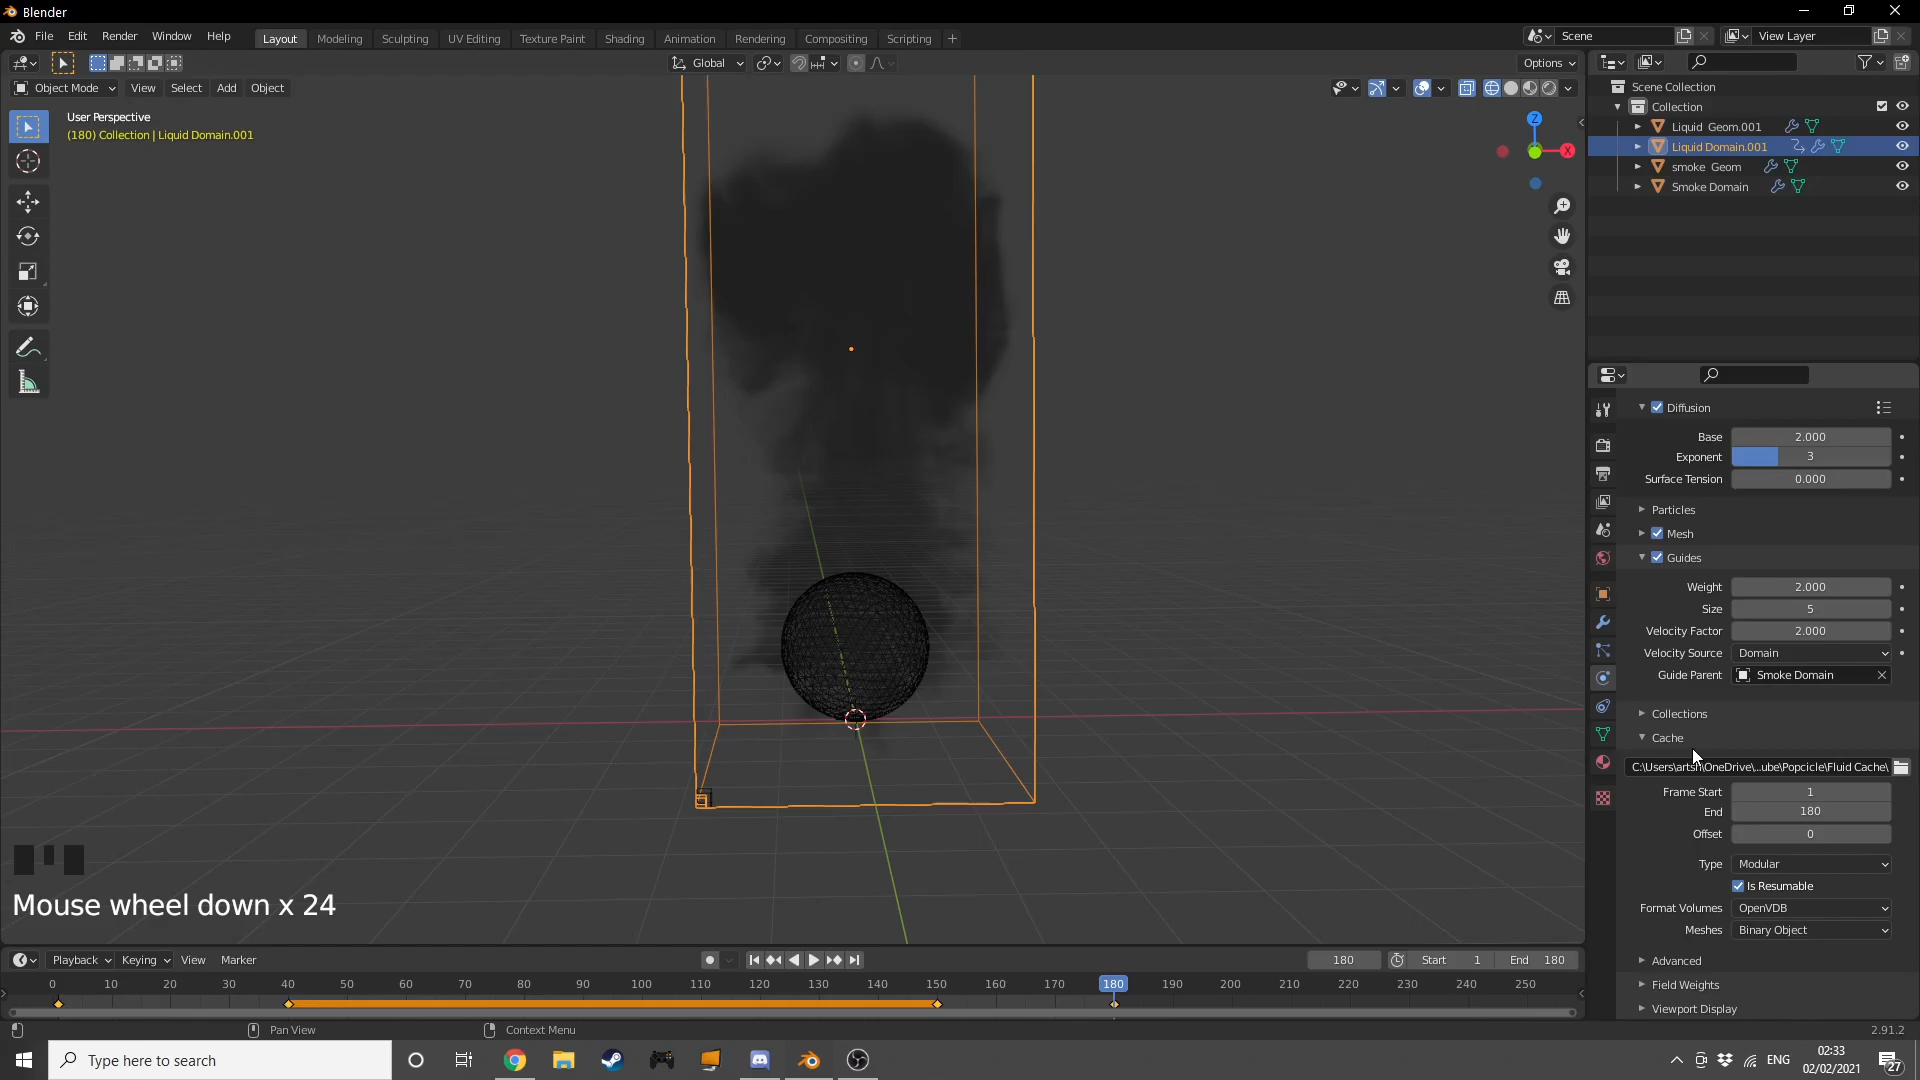 Blender
File Edit Render Window Help
Layout Modeling Sculpting UV Editing Texture Paint Shading Animation Rendering Compositing Scripting +
Scene
View Layer
Global
Options
Object Mode View Select Add Object
User Perspective
(180) Collection | Liquid Domain.001
Z
X
Scene Collection
Collection
Liquid Geom.001
Liquid Domain.001
smoke Geom
Smoke Domain
Diffusion
Base 2.000
Exponent 3
Surface Tension 0.000
Particles
Mesh
Guides
Weight 2.000
Size 5
Velocity Factor 2.000
Velocity Source Domain
Guide Parent Smoke Domain
Collections
Cache
C:\Users\artsh\OneDrive\...ube\Popcicle\Fluid Cache\
Frame Start 1
End 180
Offset 0
Type Modular
Is Resumable
Format Volumes OpenVDB
Meshes Binary Object
Advanced
Field Weights
Viewport Display
Mouse wheel down x 24
Playback Keying View Marker
180 Start 1 End 180
0 10 20 30 40 50 60 70 80 90 100 110 120 130 140 150 160 170 180 190 200 210 220 230 240 250
Pan View Context Menu 2.91.2
Type here to search
ENG
02:33
02/02/2021
27